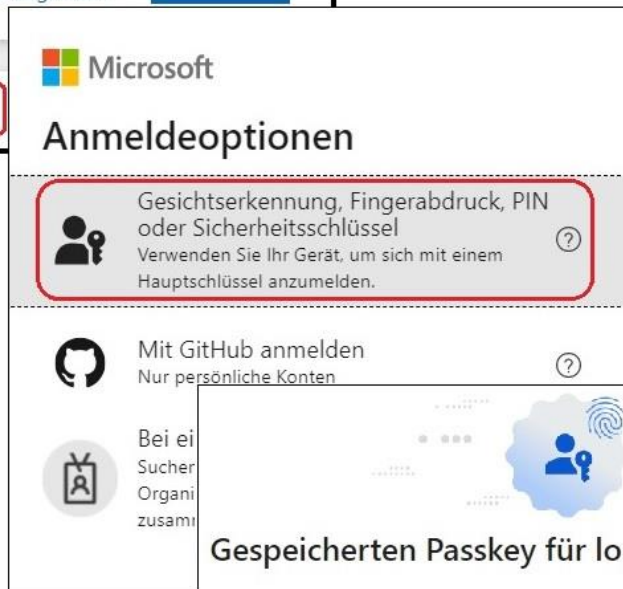 Microsoft
Anmeldeoptionen
Gesichtserkennung, Fingerabdruck, PIN
oder Sicherheitsschlüssel
Verwenden Sie Ihr Gerät, um sich mit einem
Hauptschlüssel anzumelden.
Mit GitHub anmelden
Nur persönliche Konten
Bei ei
Sucher
Organi
zusam
Gespeicherten Passkey für lo